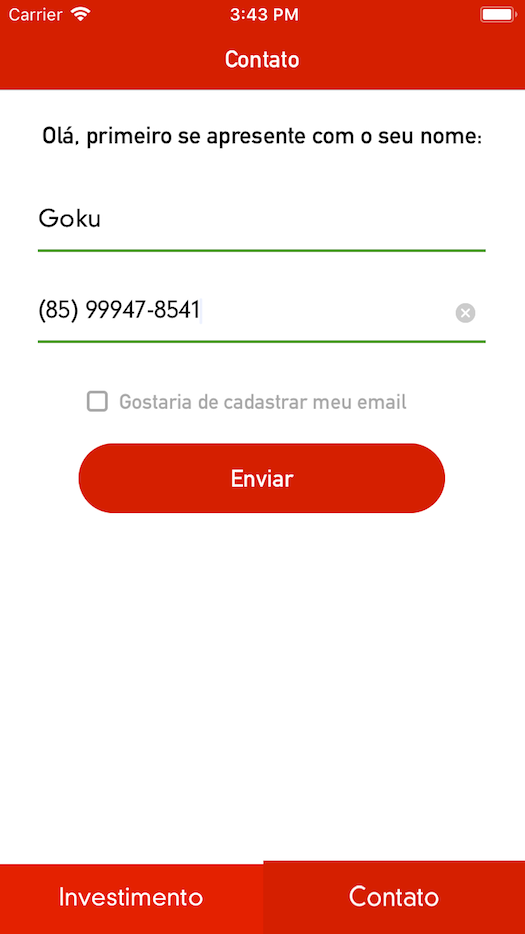 Carrier 3:43 PM
Contato
Olá, primeiro se apresente com o seu nome:
Goku
(85) 99947-8541
Gostaria de cadastrar meu email
Enviar
Investimento Contato